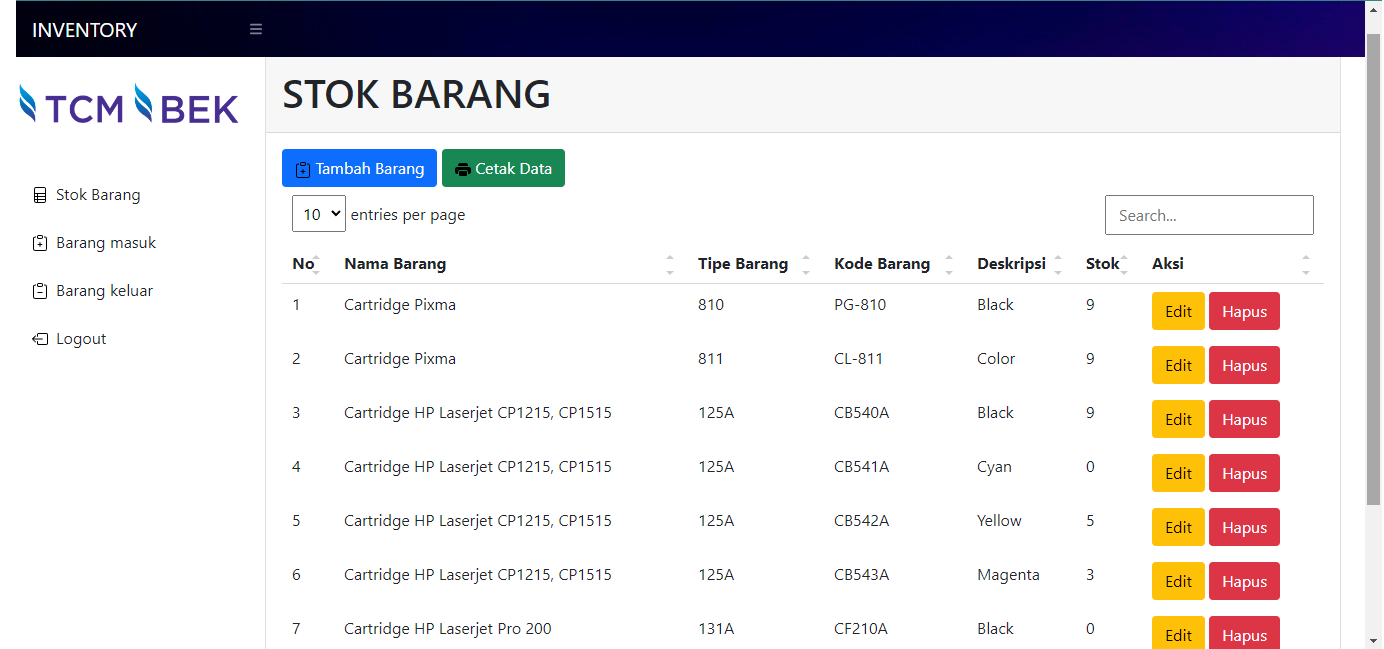 INVENTORY
TCM BEK
STOK BARANG
Tambah Barang Cetak Data
10 entries per page Search...
Stok Barang
Barang masuk
Barang keluar
Logout
No Nama Barang Tipe Barang Kode Barang Deskripsi Stok Aksi
1 Cartridge Pixma 810 PG-810 Black 9 Edit Hapus
2 Cartridge Pixma 811 CL-811 Color 9 Edit Hapus
3 Cartridge HP Laserjet CP1215, CP1515 125A CB540A Black 9 Edit Hapus
4 Cartridge HP Laserjet CP1215, CP1515 125A CB541A Cyan 0 Edit Hapus
5 Cartridge HP Laserjet CP1215, CP1515 125A CB542A Yellow 5 Edit Hapus
6 Cartridge HP Laserjet CP1215, CP1515 125A CB543A Magenta 3 Edit Hapus
7 Cartridge HP Laserjet Pro 200 131A CF210A Black 0 Edit Hapus